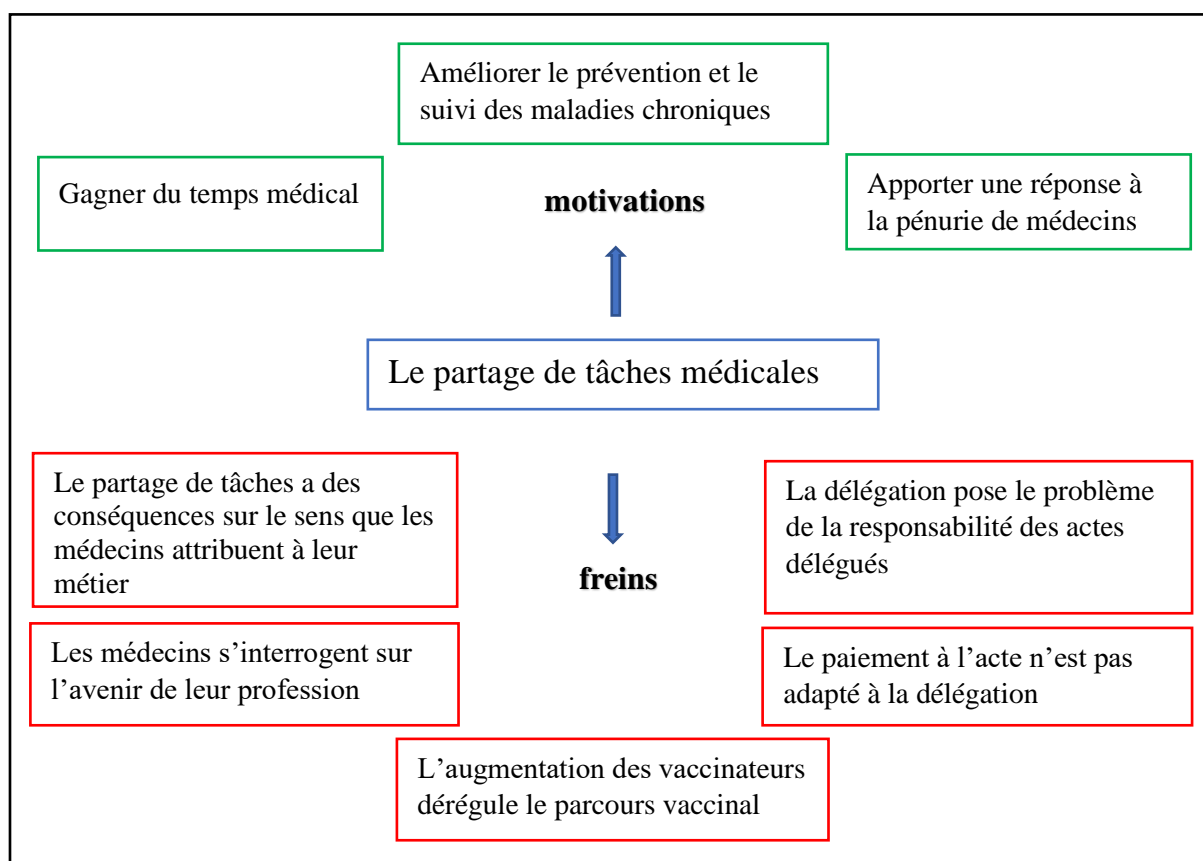 Améliorer le prévention et le
suivi des maladies chroniques
Gagner du temps médical
motivations
Apporter une réponse à
la pénurie de médecins
Le partage de tâches médicales
Le partage de tâches a des
conséquences sur le sens que les
médecins attribuent à leur
métier
freins
La délégation pose le problème
de la responsabilité des actes
délégués
Les médecins s’interrogent sur
l’avenir de leur profession
Le paiement à l’acte n’est pas
adapté à la délégation
L’augmentation des vaccinateurs
dérégule le parcours vaccinal